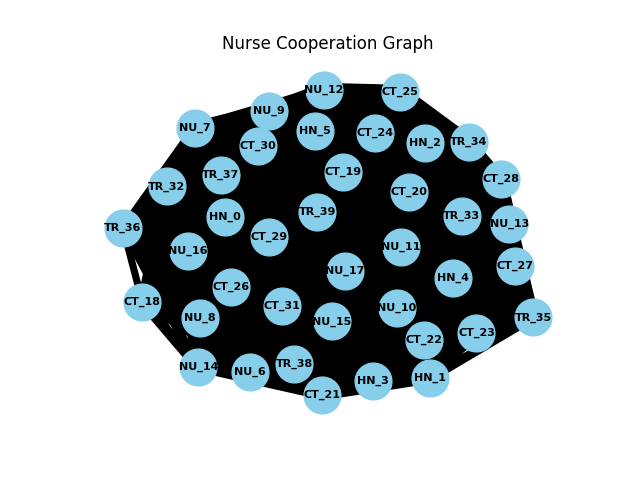 Nurse Cooperation Graph
NU_12
CT_25
NU_9
NU_7
HN_5
CT_24
TR_34
HN_2
CT_30
CT_19
TR_37
CT_28
TR_32
CT_20
TR_39
HN_0
TR_33
NU_13
TR_36
CT_29
NU_11
NU_16
CT_27
NU_17
HN_4
CT_26
CT_18
CT_31
NU_10
NU_8
TR_35
NU_15
CT_23
CT_22
TR_38
NU_14
NU_6
HN_1
HN_3
CT_21